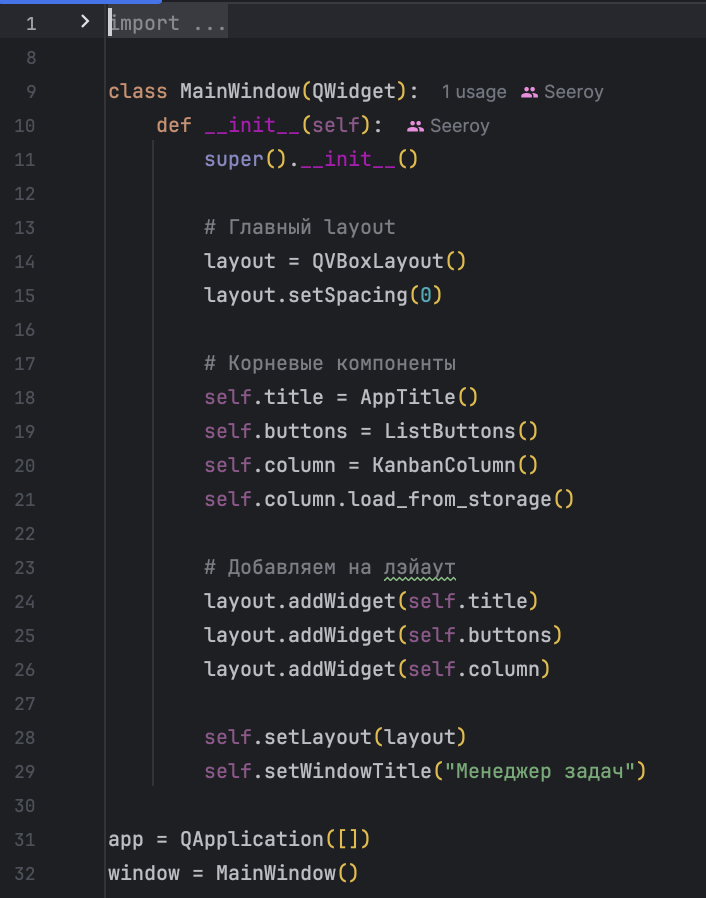 1 import ...
8
9 class MainWindow(QWidget): 1 usage Seeroy
10 def __init__(self): Seeroy
11 super().__init__()
12
13 # Главный layout
14 layout = QVBoxLayout()
15 layout.setSpacing(0)
16
17 # Корневые компоненты
18 self.title = AppTitle()
19 self.buttons = ListButtons()
20 self.column = KanbanColumn()
21 self.column.load_from_storage()
22
23 # Добавляем на лэйаут
24 layout.addWidget(self.title)
25 layout.addWidget(self.buttons)
26 layout.addWidget(self.column)
27
28 self.setLayout(layout)
29 self.setWindowTitle("Менеджер задач")
30
31 app = QApplication([])
32 window = MainWindow()